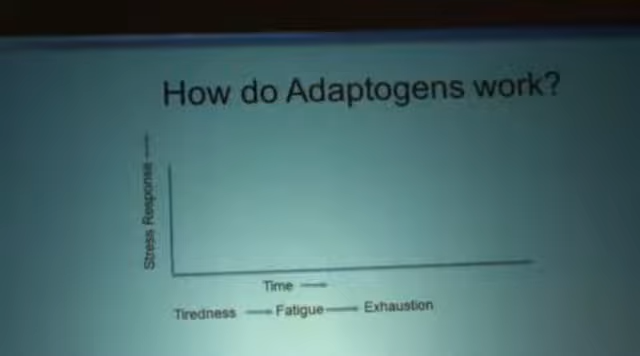 How do Adaptogens work?
Stress Response
Time
Tiredness — Fatigue — Exhaustion